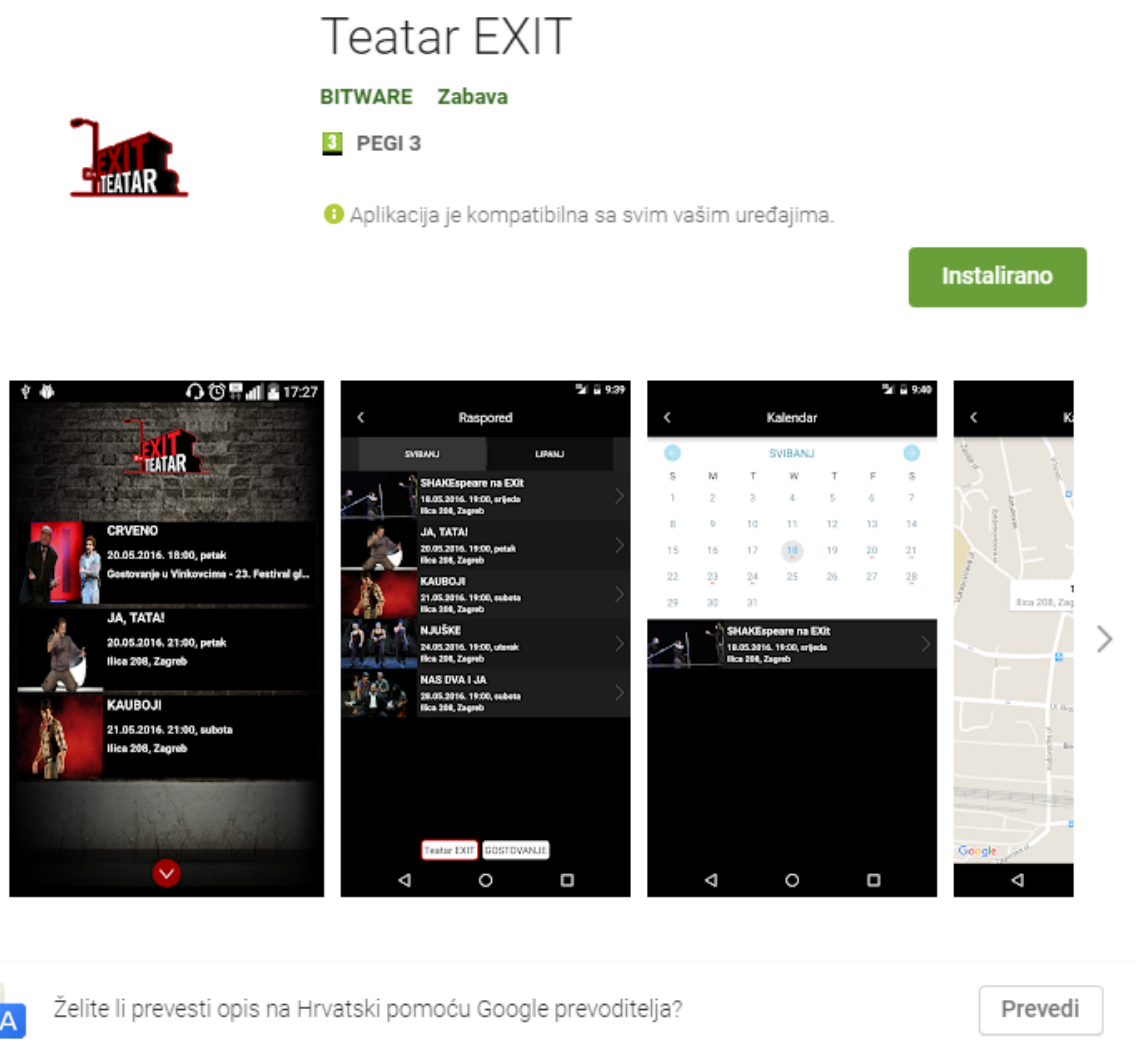 Teatar EXIT
BITWARE Zabava
3 PEGI 3
EXIT
TEATAR
Aplikacija je kompatibilna sa svim vašim uređajima.
Instalirano
17:27
EXIT
TEATAR
CRVENO
20.05.2016. 18:00, petak
Gostovanje u Vinkovcima - 23. Festival gl...
JA, TATA!
20.05.2016. 21:00, petak
Ilica 208, Zagreb
KAUBOJI
21.05.2016. 21:00, subota
Ilica 208, Zagreb
9:39
Raspored
SVIBANJ LIPANJ
SHAKEspeare na EXit
18.05.2016. 19:00, srijeda
Ilica 208, Zagreb
JA, TATA!
20.05.2016. 19:00, petak
Ilica 208, Zagreb
KAUBOJI
21.05.2016. 19:00, subota
Ilica 208, Zagreb
NJUŠKE
24.05.2016. 19:00, utorak
Ilica 208, Zagreb
NAS DVA I JA
28.05.2016. 19:00, subota
Ilica 208, Zagreb
Teatar EXIT GOSTOVANJE
9:40
Kalendar
SVIBANJ
S M T W T F S
1 2 3 4 5 6 7
8 9 10 11 12 13 14
15 16 17 18 19 20 21
22 23 24 25 26 27 28
29 30 31
SHAKEspeare na EXit
18.05.2016. 19:00, srijeda
Ilica 208, Zagreb
Ka
Ilica 208, Zag
Google
Želite li prevesti opis na Hrvatski pomoću Google prevoditelja?
A
Prevedi